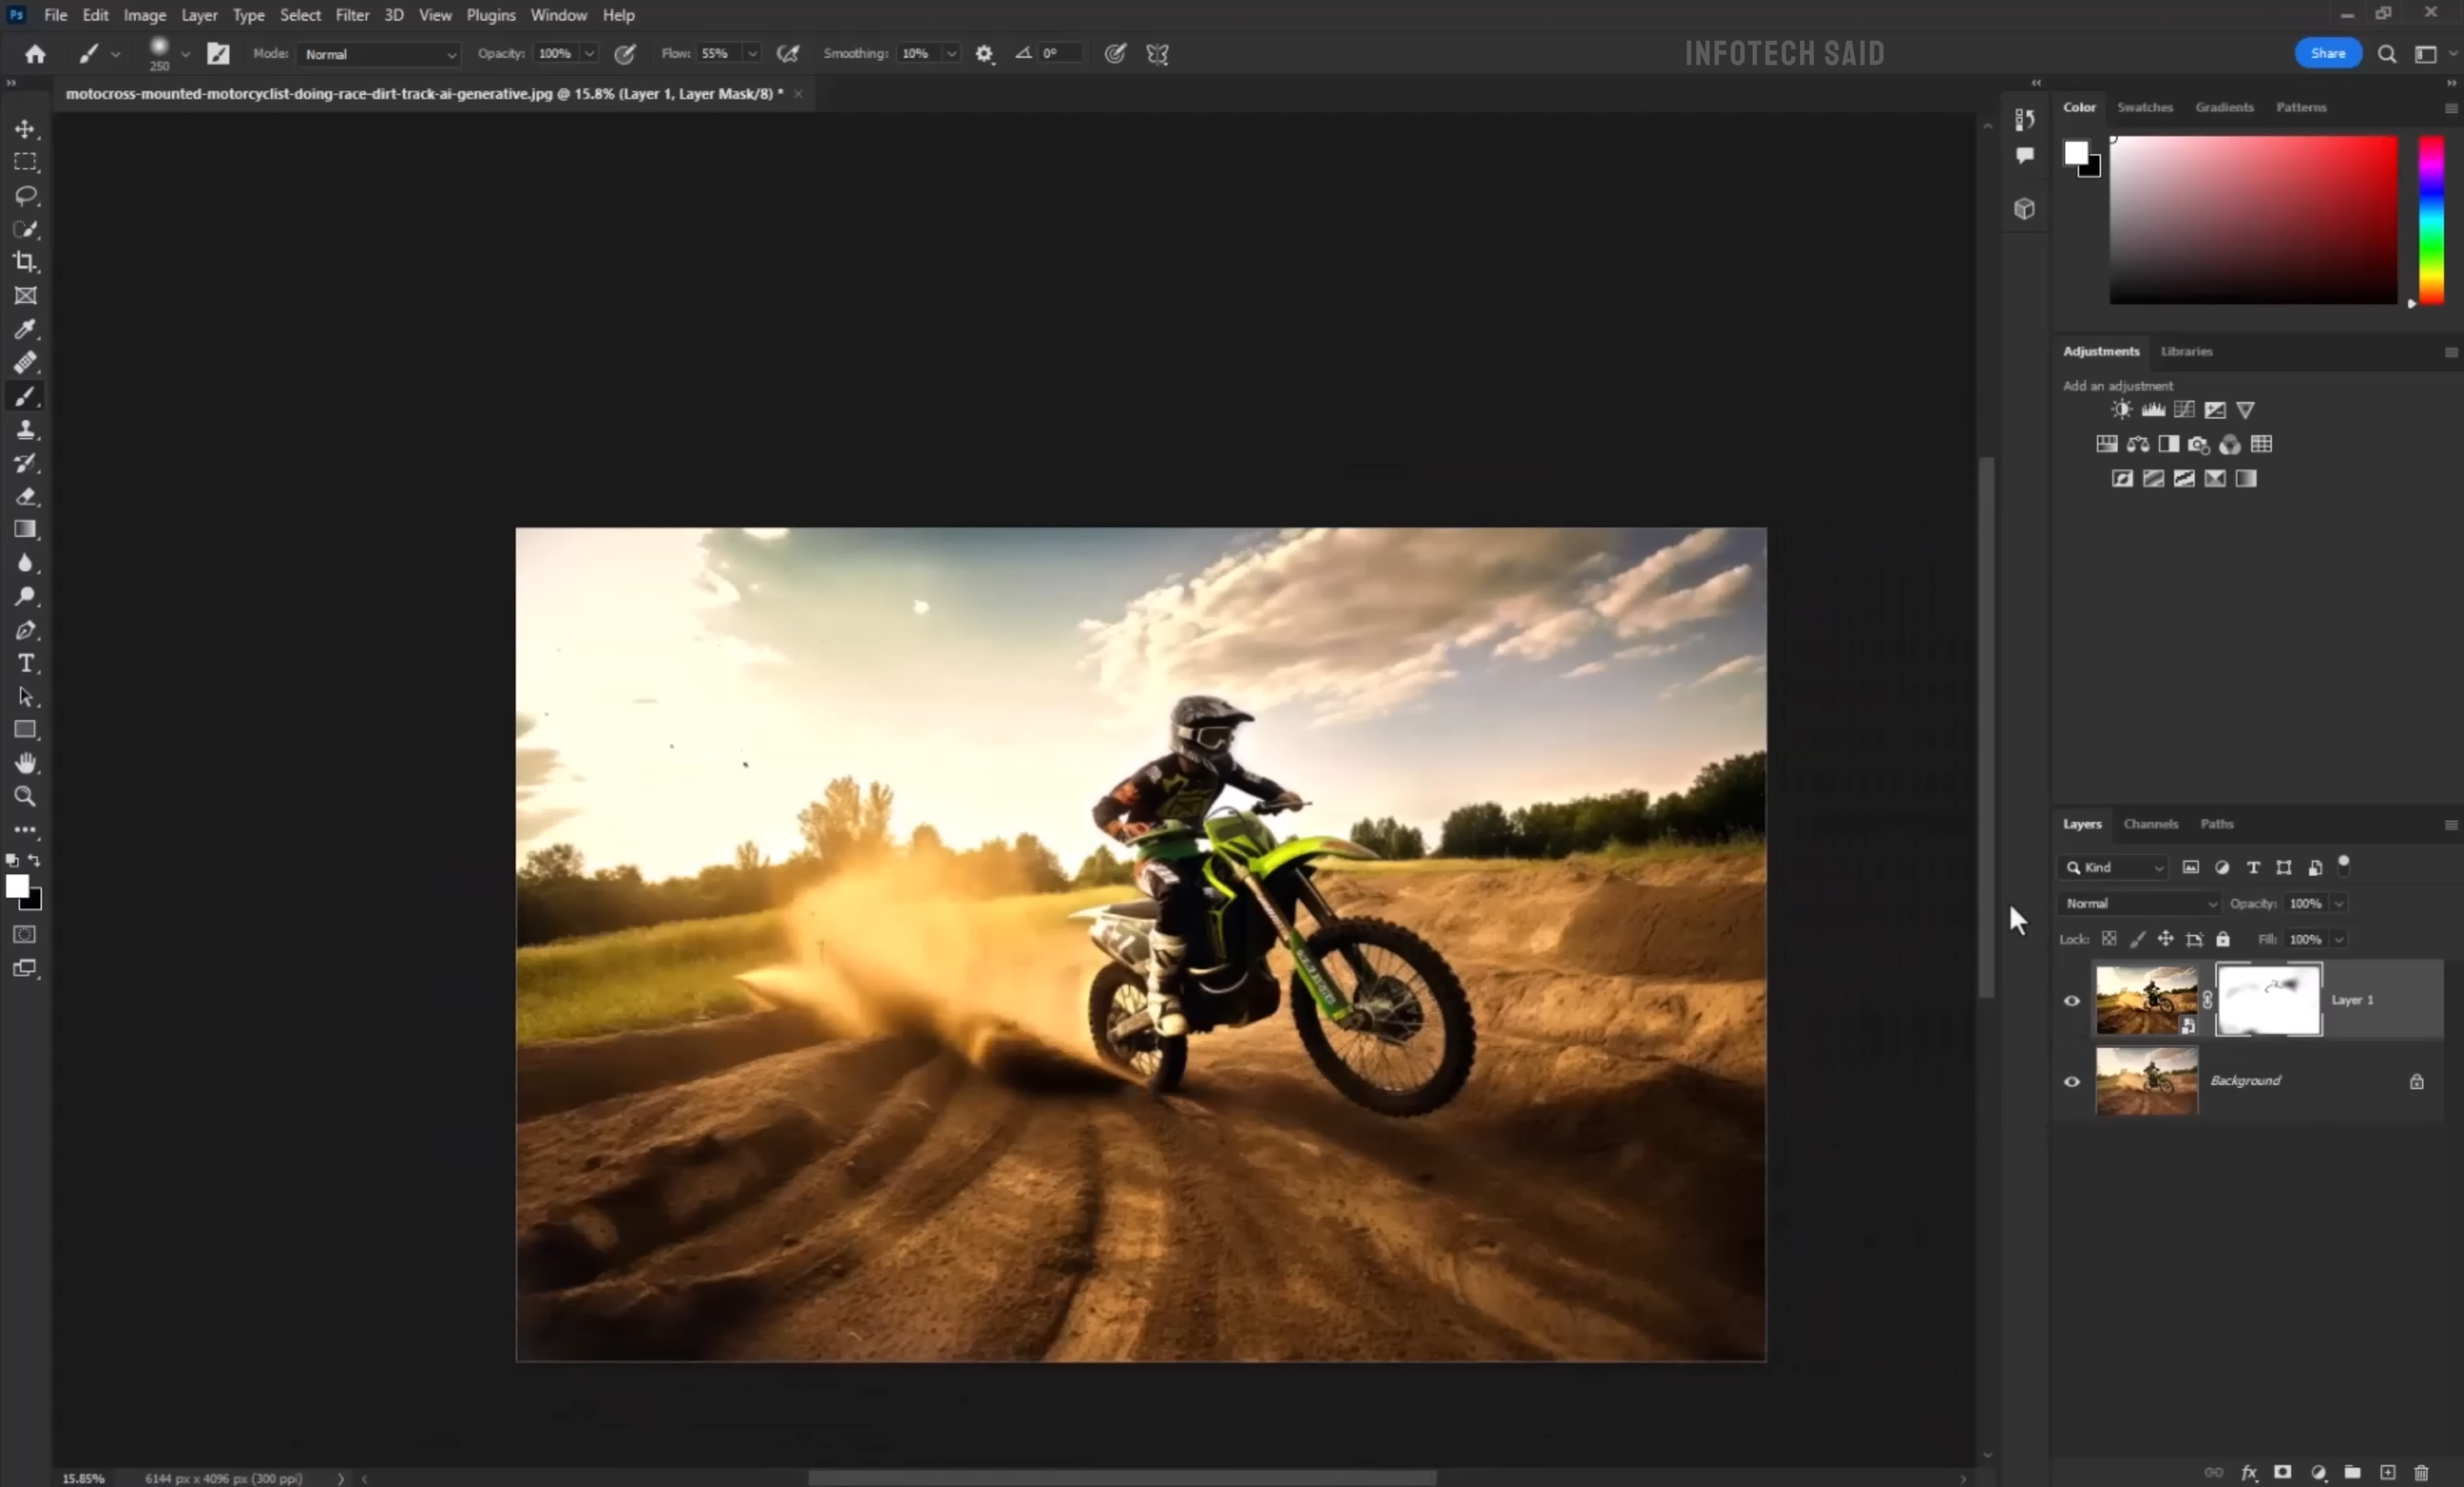 Ps File Edit Image Layer Type Select Filter 3D View Plugins Window Help
250 Mode: Normal Opacity: 100% Flow: 55% Smoothing: 10% 0° INFOTECH SAID Share
motocross-mounted-motorcyclist-doing-race-dirt-track-ai-generative.jpg @ 15.8% (Layer 1, Layer Mask/8) *
Color Swatches Gradients Patterns
Adjustments Libraries
Add an adjustment
Layers Channels Paths
Kind
Normal Opacity: 100%
Lock: Fill: 100%
Layer 1
Background
fx
15.85% 6144 px x 4096 px (300 ppi)